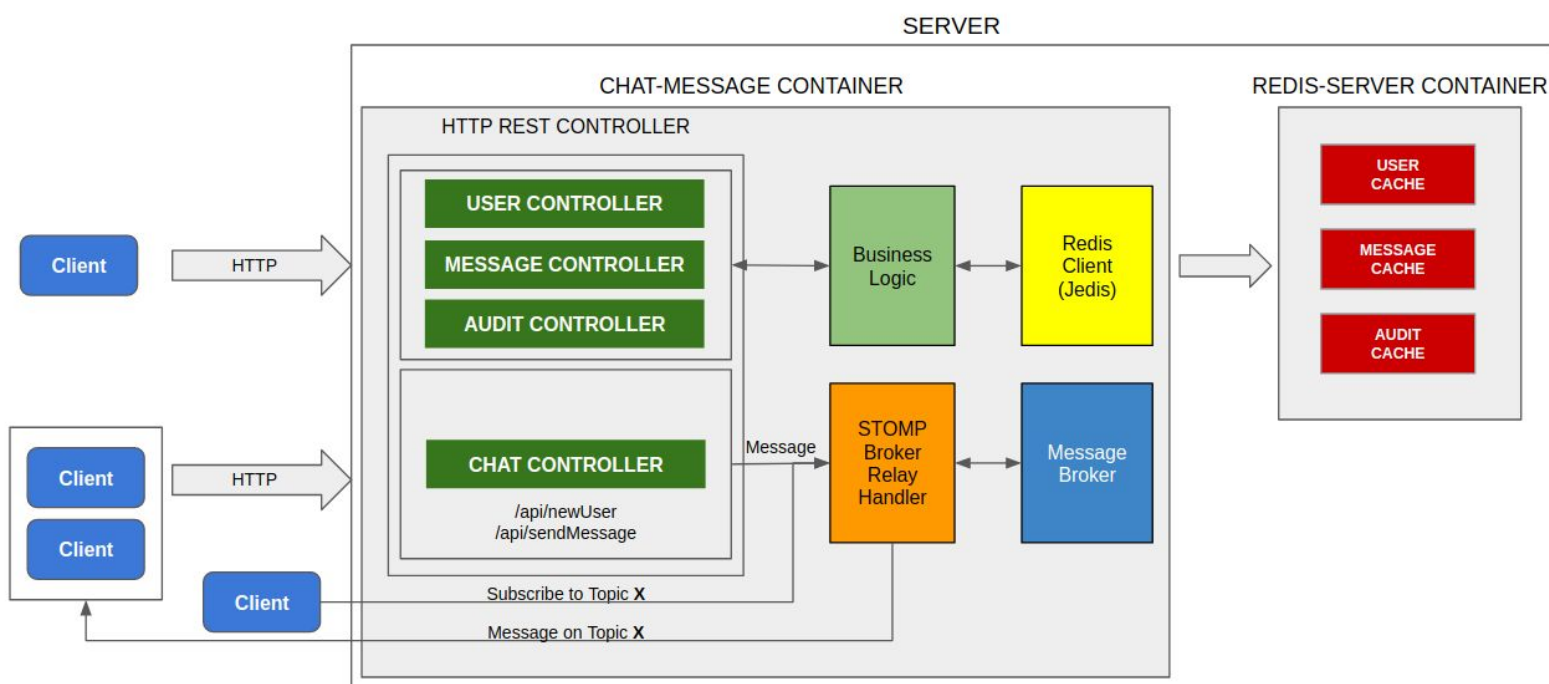 SERVER
CHAT-MESSAGE CONTAINER
REDIS-SERVER CONTAINER
HTTP REST CONTROLLER
USER CONTROLLER
MESSAGE CONTROLLER
AUDIT CONTROLLER
Client
HTTP
Business
Logic
Redis
Client
(Jedis)
USER
CACHE
MESSAGE
CACHE
AUDIT
CACHE
Client
Client
HTTP
CHAT CONTROLLER
/api/newUser
/api/sendMessage
Message
STOMP
Broker
Relay
Handler
Message
Broker
Client
Subscribe to Topic X
Message on Topic X